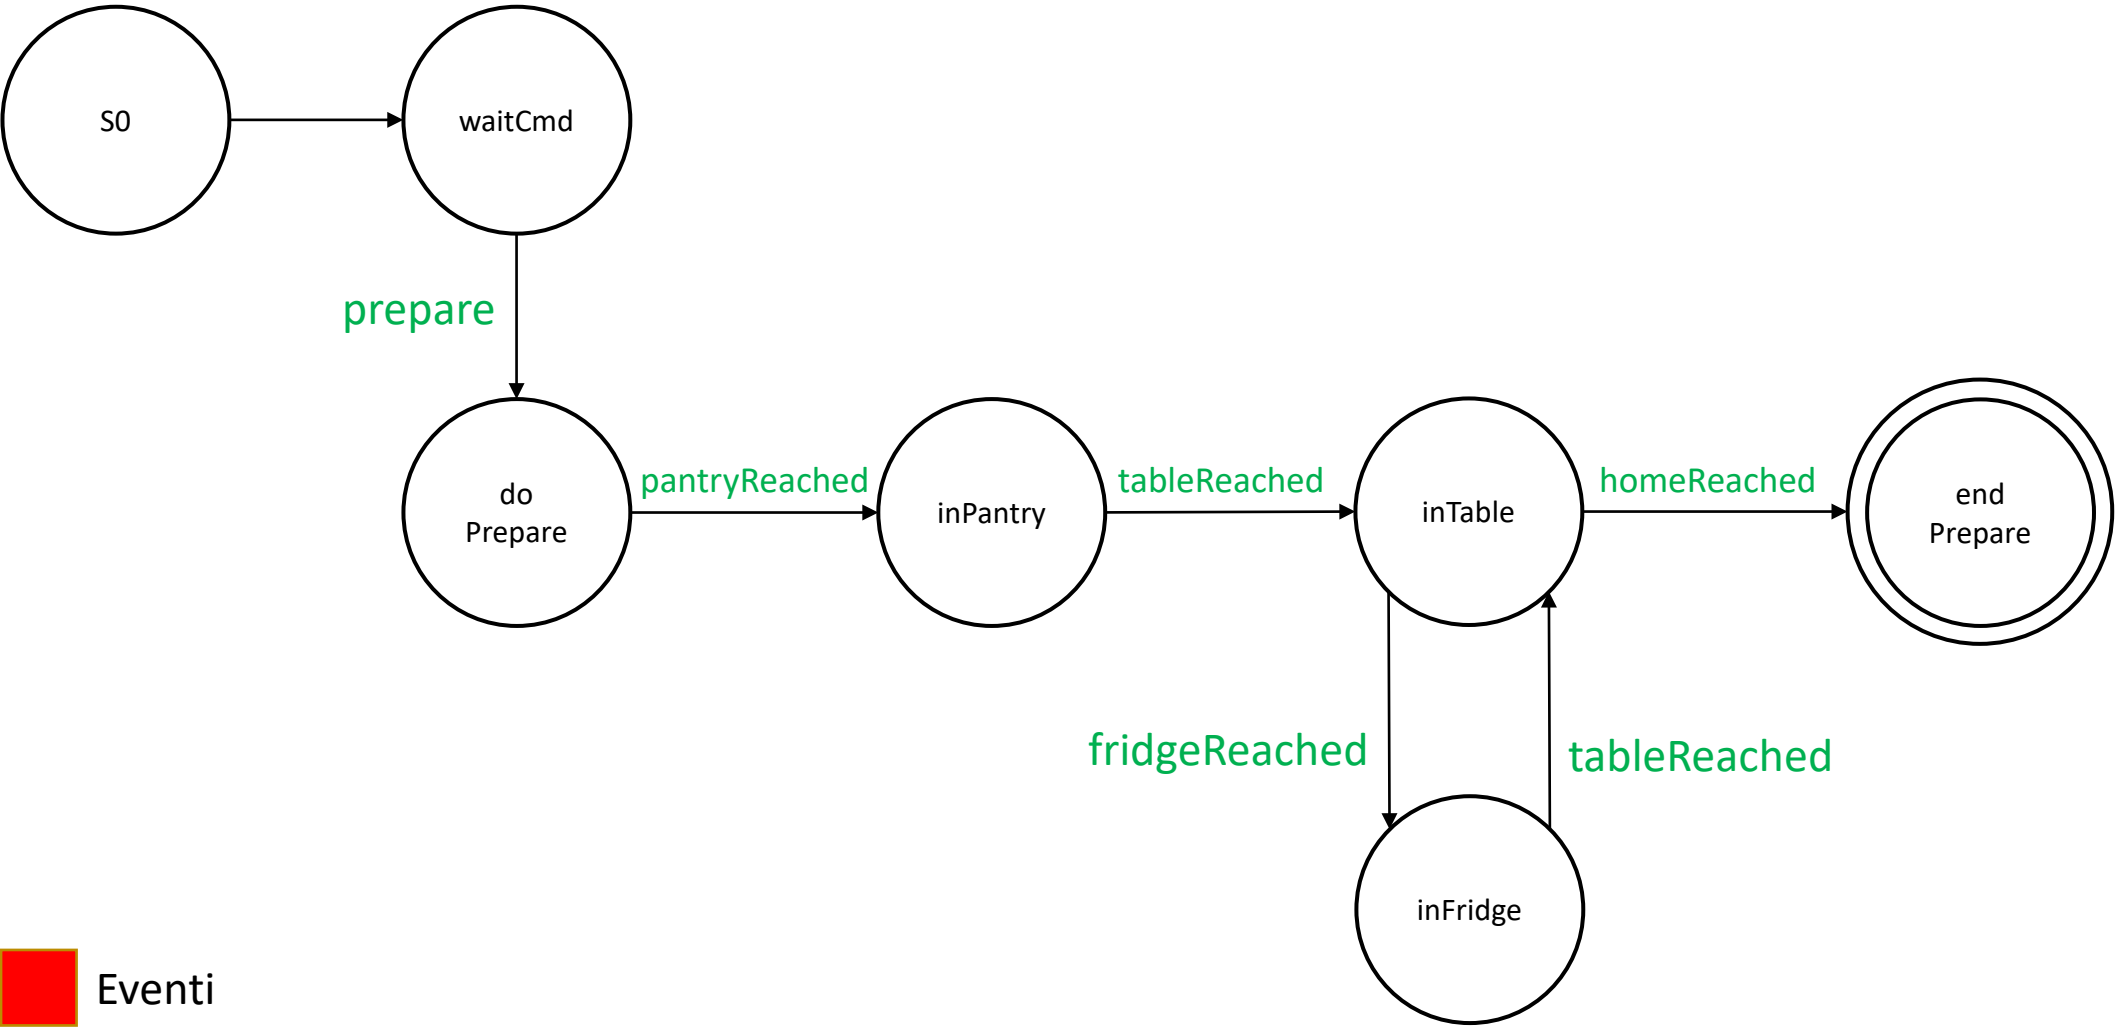 S0
waitCmd
prepare
do
Prepare
pantryReached
inPantry
tableReached
inTable
homeReached
end
Prepare
fridgeReached
tableReached
inFridge
Eventi